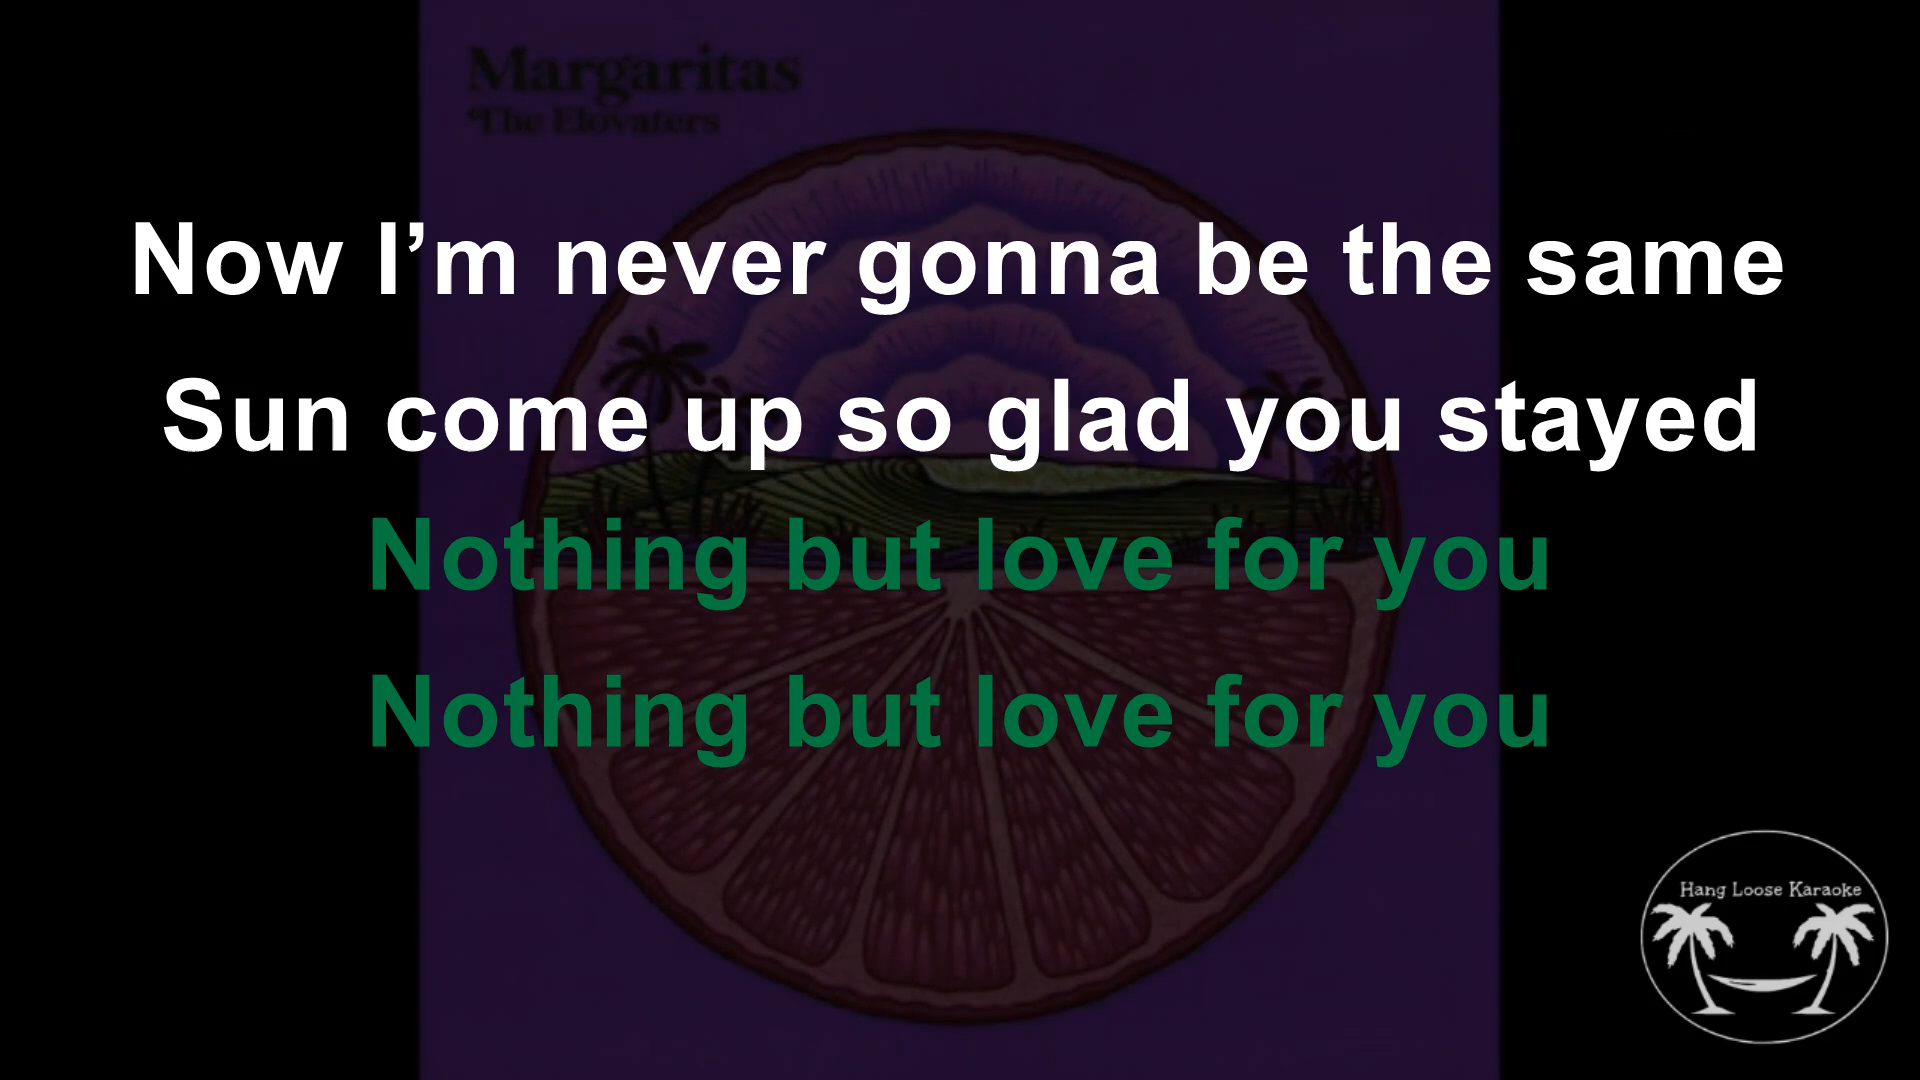 Margaritas
The Elovaters
Now I’m never gonna be the same
Sun come up so glad you stayed
Nothing but love for you
Nothing but love for you
Hang Loose Karaoke